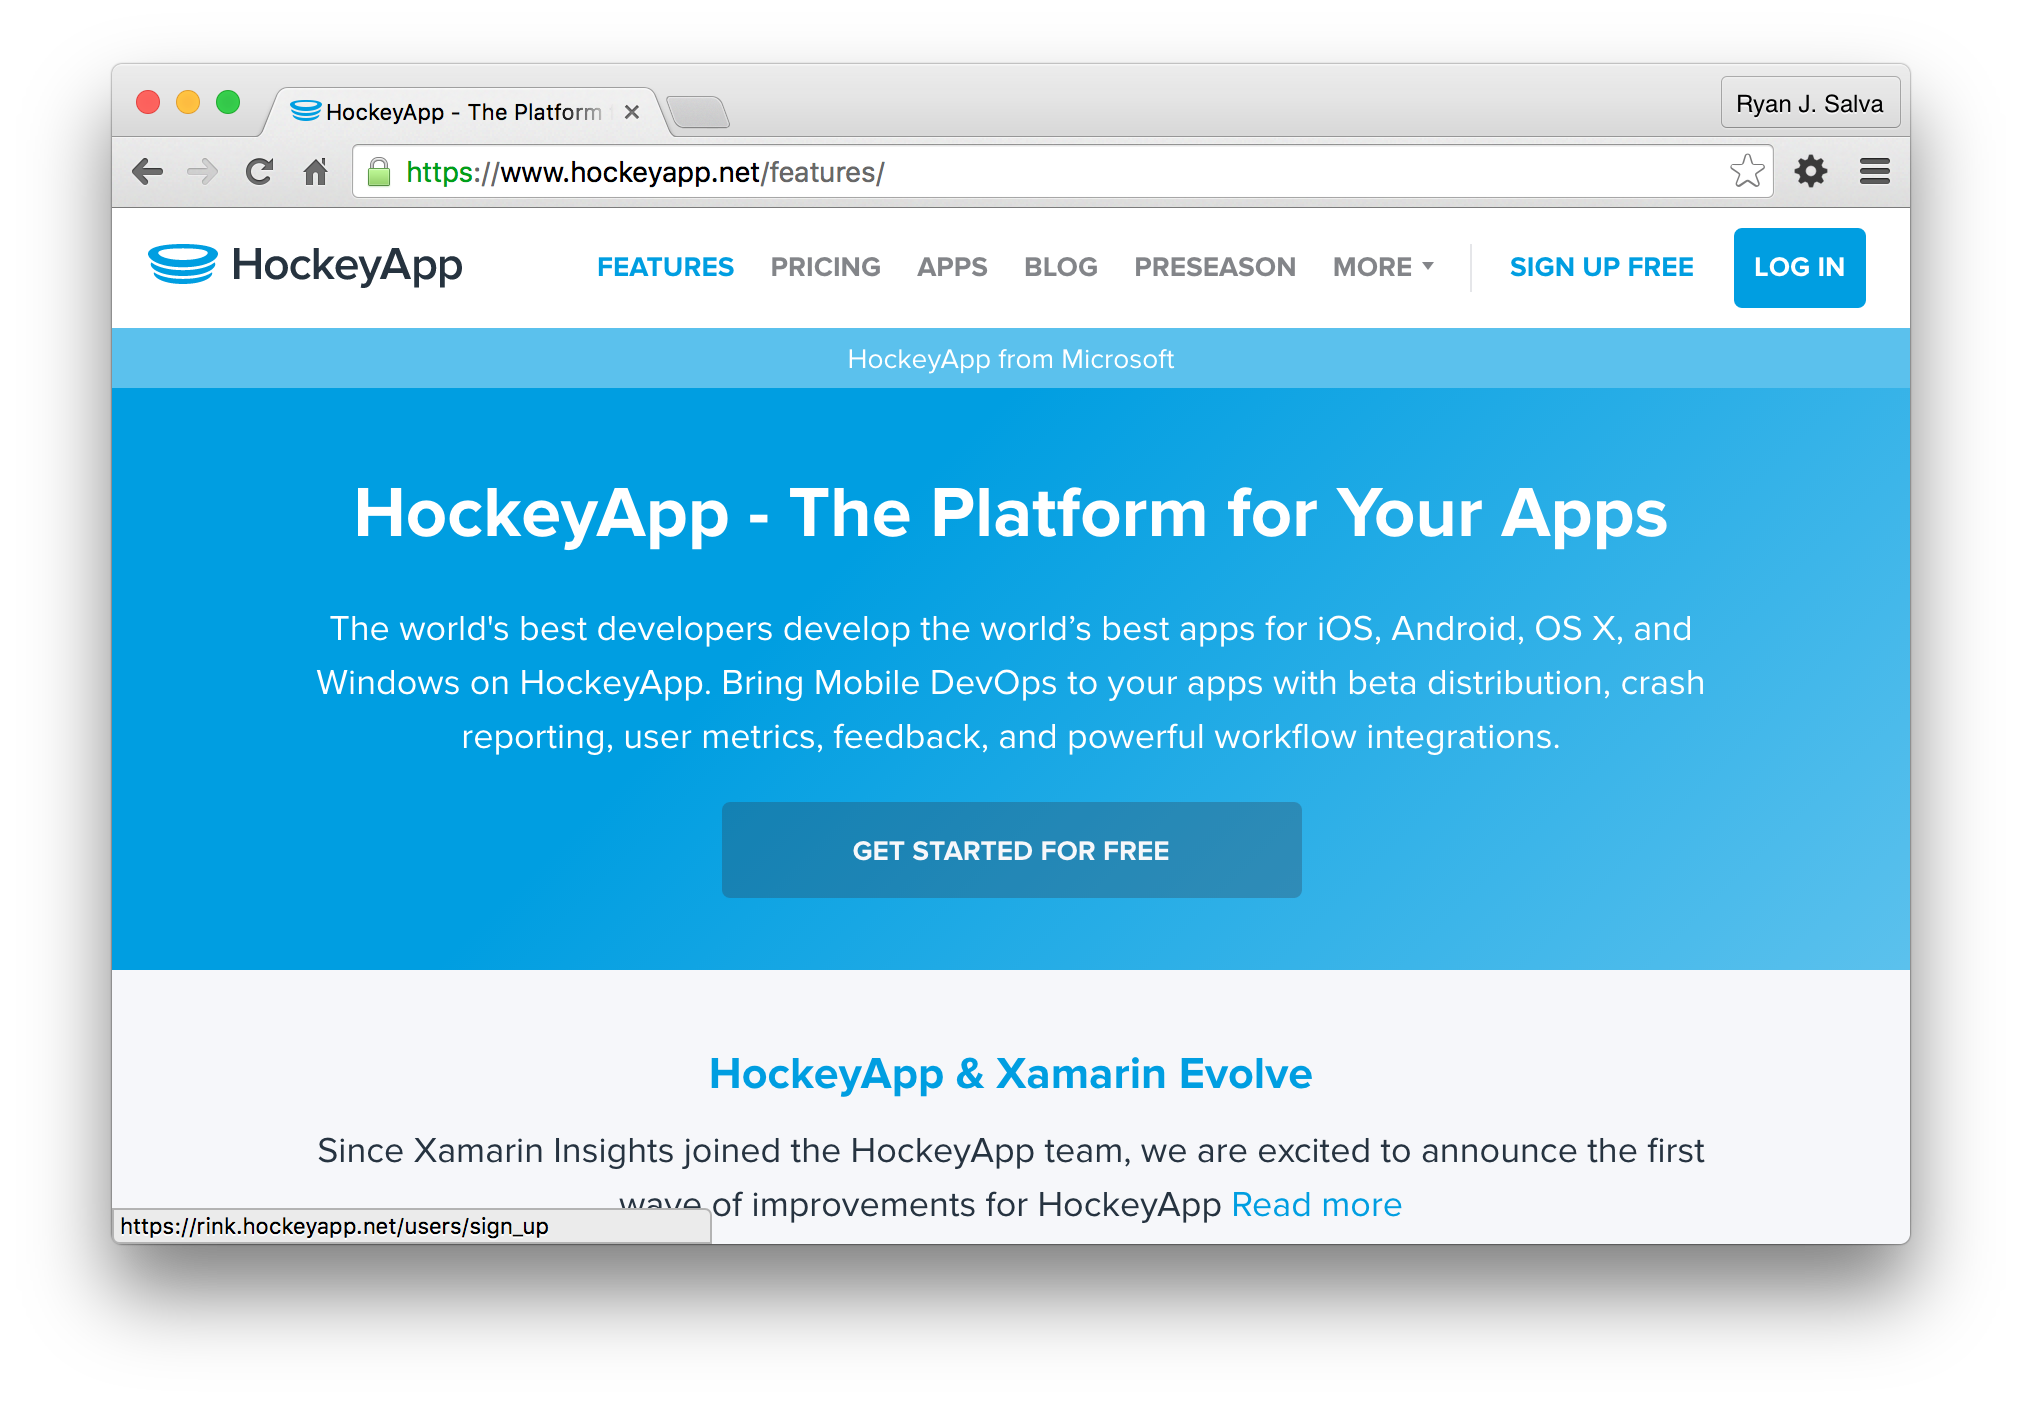 HockeyApp - The Platform
Ryan J. Salva
https://www.hockeyapp.net/features/
HockeyApp
FEATURES PRICING APPS BLOG PRESEASON MORE SIGN UP FREE LOG IN
HockeyApp from Microsoft
HockeyApp - The Platform for Your Apps
The world's best developers develop the world’s best apps for iOS, Android, OS X, and
Windows on HockeyApp. Bring Mobile DevOps to your apps with beta distribution, crash
reporting, user metrics, feedback, and powerful workflow integrations.
GET STARTED FOR FREE
HockeyApp & Xamarin Evolve
Since Xamarin Insights joined the HockeyApp team, we are excited to announce the first
wave of improvements for HockeyApp Read more
https://rink.hockeyapp.net/users/sign_up